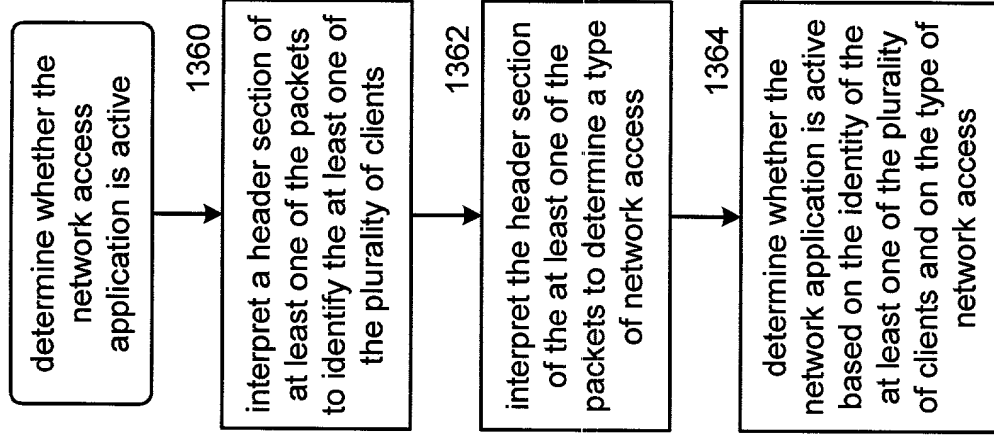 determine whether the
network access
application is active
1360
interpret a header section of
at least one of the packets
to identify the at least one of
the plurality of clients
1362
interpret the header section
of the at least one of the
packets to determine a type
of network access
1364
determine whether the
network application is active
based on the identity of the
at least one of the plurality
of clients and on the type of
network access